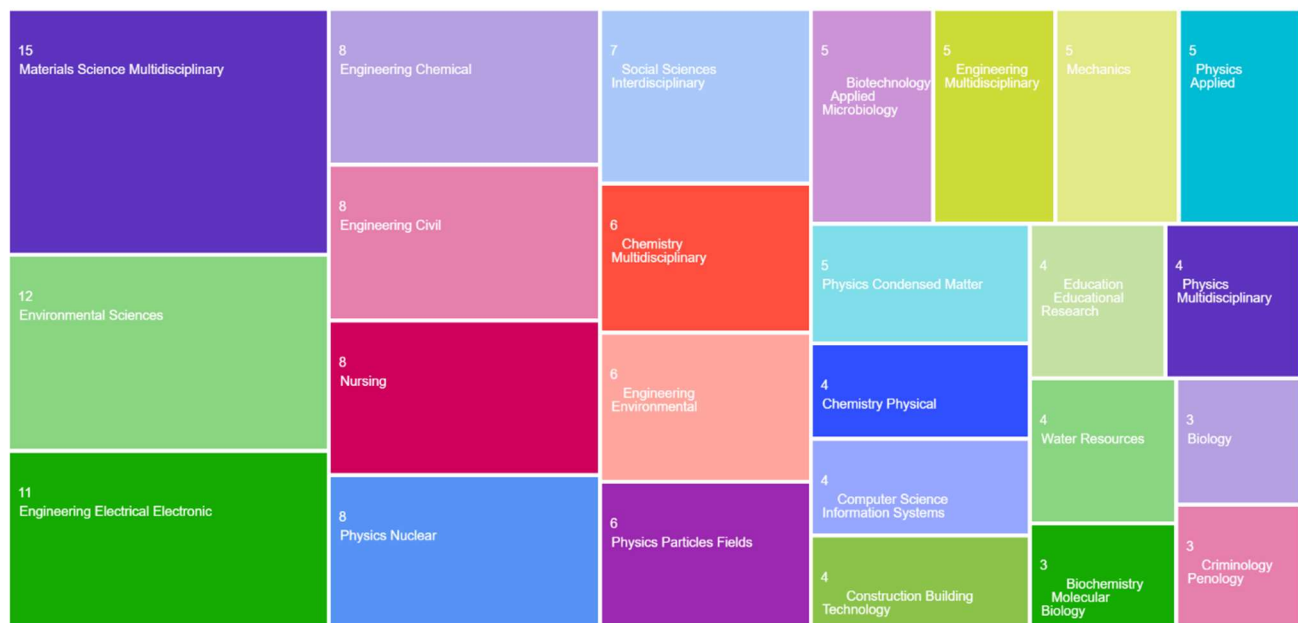 15
Materials Science Multidisciplinary
12
Environmental Sciences
11
Engineering Electrical Electronic
8
Engineering Chemical
8
Engineering Civil
8
Nursing
8
Physics Nuclear
7
Social Sciences
Interdisciplinary
6
Chemistry
Multidisciplinary
6
Engineering
Environmental
6
Physics Particles Fields
5
Biotechnology
Applied
Microbiology
5
Engineering
Multidisciplinary
5
Mechanics
5
Physics
Applied
5
Physics Condensed Matter
4
Chemistry Physical
4
Computer Science
Information Systems
4
Construction Building
Technology
4
Education
Educational
Research
4
Physics
Multidisciplinary
4
Water Resources
3
Biology
3
Biochemistry
Molecular
Biology
3
Criminology
Penology